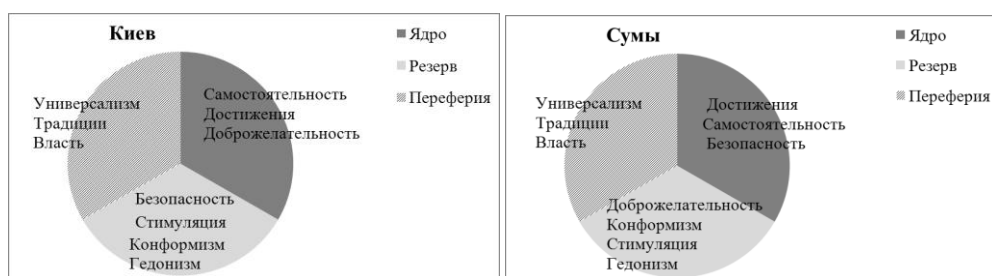 Киев
Ядро
Резерв
Переферия
Универсализм
Традиции
Власть
Самостоятельность
Достижения
Доброжелательность
Безопасность
Стимуляция
Конформизм
Гедонизм
Сумы
Ядро
Резерв
Переферия
Универсализм
Традиции
Власть
Достижения
Самостоятельность
Безопасность
Доброжелательность
Конформизм
Стимуляция
Гедонизм